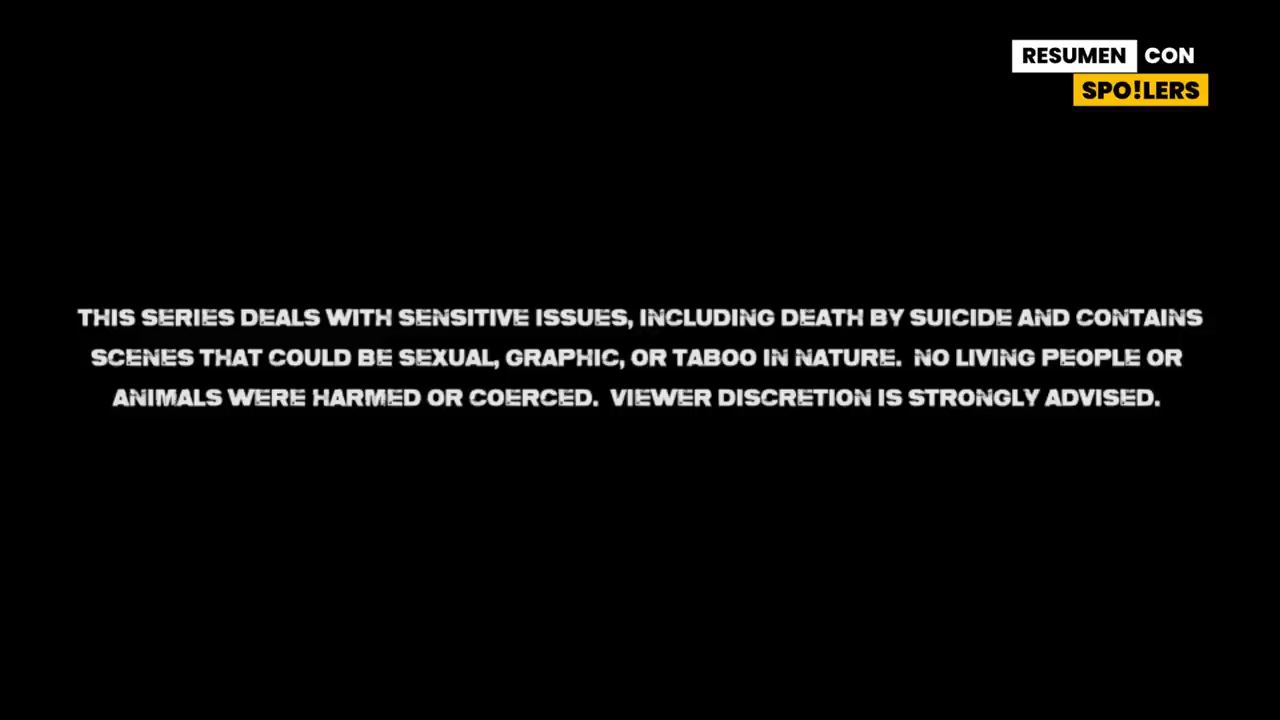 RESUMEN CON
SPO!LERS
THIS SERIES DEALS WITH SENSITIVE ISSUES, INCLUDING DEATH BY SUICIDE AND CONTAINS
SCENES THAT COULD BE SEXUAL, GRAPHIC, OR TABOO IN NATURE. NO LIVING PEOPLE OR
ANIMALS WERE HARMED OR COERCED. VIEWER DISCRETION IS STRONGLY ADVISED.